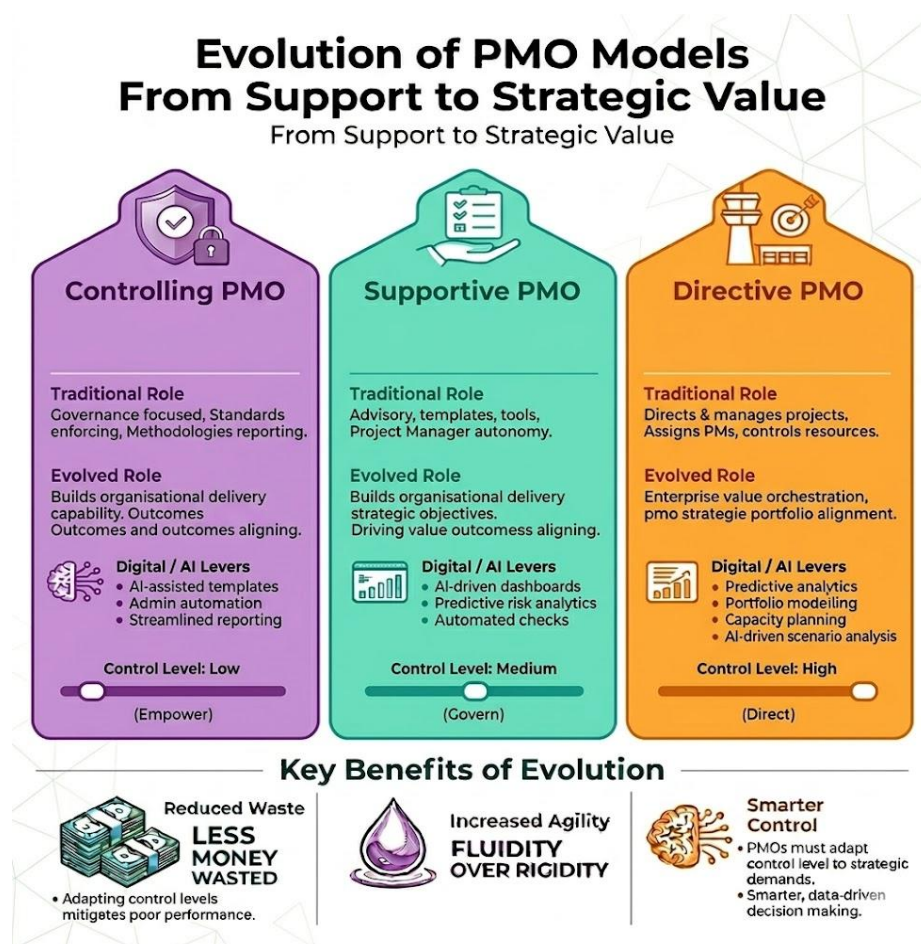 Evolution of PMO Models
From Support to Strategic Value
From Support to Strategic Value
Controlling PMO
Traditional Role
Governance focused, Standards
enforcing, Methodologies reporting.
Evolved Role
Builds organisational delivery
capability. Outcomes
Outcomes and outcomes aligning.
Digital / AI Levers
• AI-assisted templates
• Admin automation
• Streamlined reporting
Control Level: Low
(Empower)
Supportive PMO
Traditional Role
Advisory, templates, tools,
Project Manager autonomy.
Evolved Role
Builds organisational delivery
strategic objectives.
Driving value outcomess aligning.
Digital / AI Levers
• AI-driven dashboards
• Predictive risk analytics
• Automated checks
Control Level: Medium
(Govern)
Directive PMO
Traditional Role
Directs & manages projects,
Assigns PMs, controls resources.
Evolved Role
Enterprise value orchestration,
pmo strategie portfolio alignment.
Digital / AI Levers
• Predictive analytics
• Portfolio modeiling
• Capacity planning
• AI-driven scenario analysis
Control Level: High
(Direct)
Key Benefits of Evolution
Reduced Waste
LESS
MONEY
WASTED
• Adapting control levels
mitigates poor performance.
Increased Agility
FLUIDITY
OVER RIGIDITY
Smarter
Control
• PMOs must adapt
control level to strategic
demands.
• Smarter, data-driven
decision making.